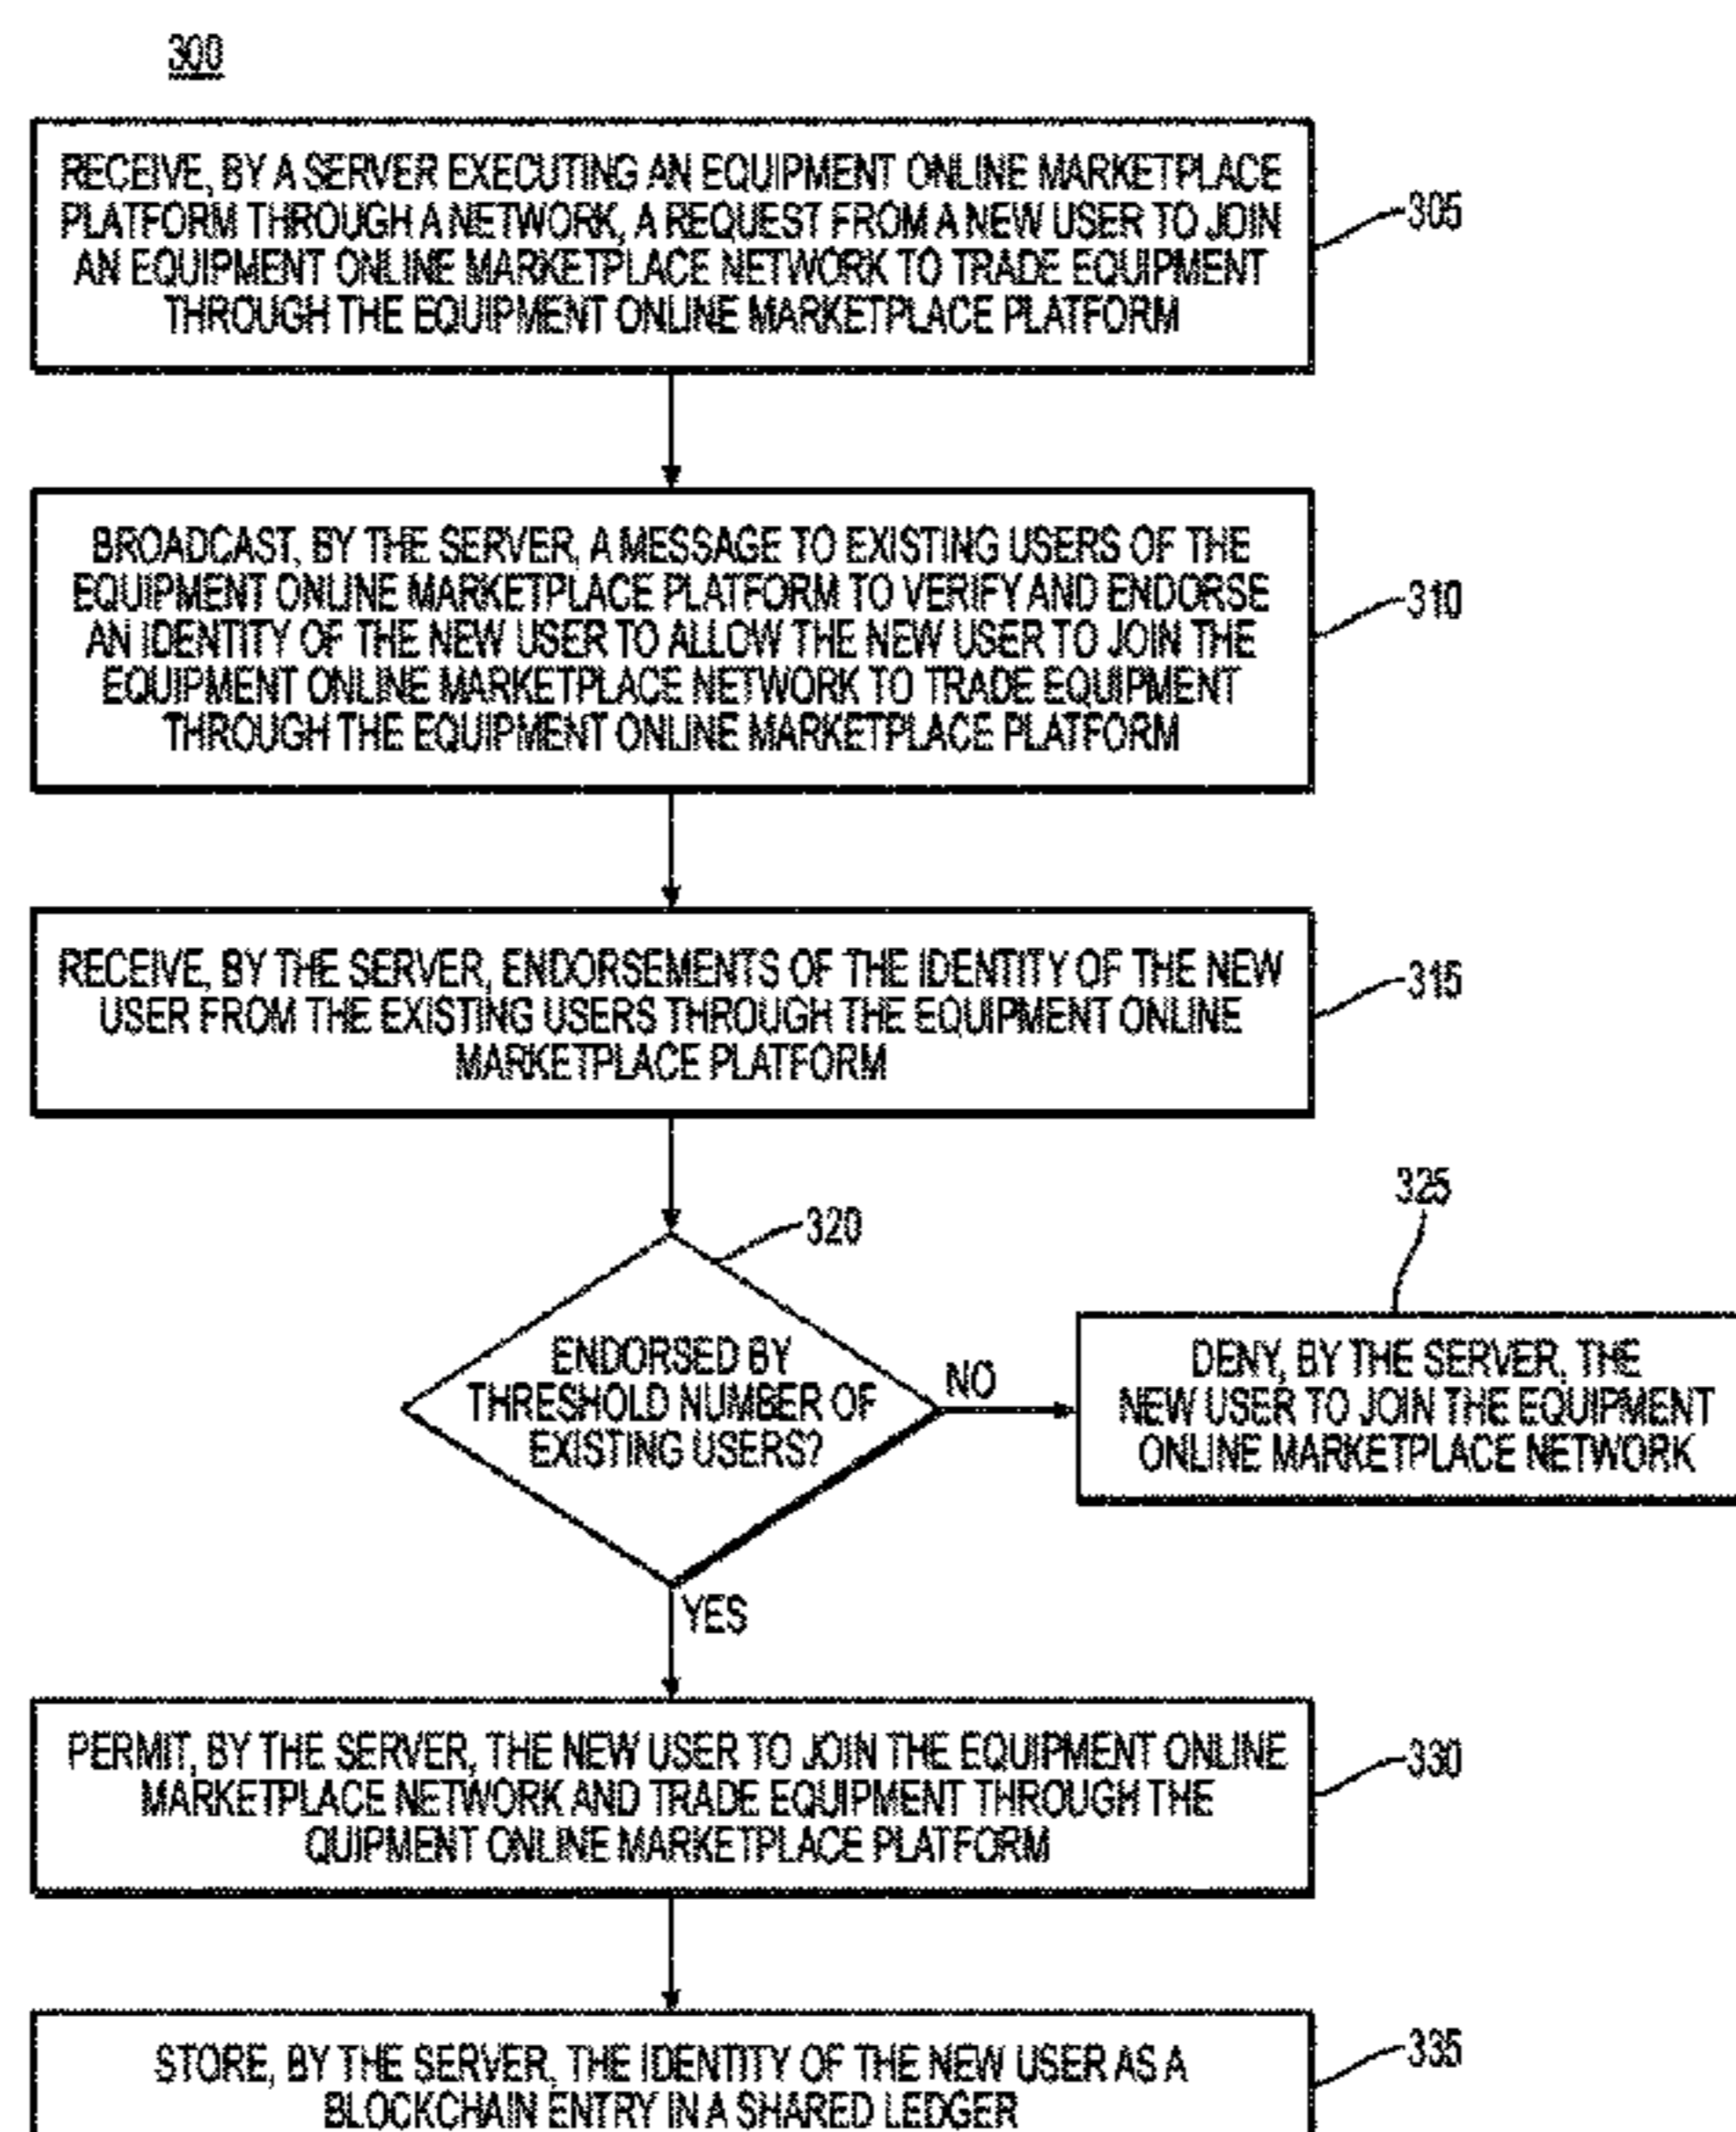 300
RECEIVE, BY A SERVER EXECUTING AN EQUIPMENT ONLINE MARKETPLACE
PLATFORM THROUGH A NETWORK, A REQUEST FROM A NEW USER TO JOIN
AN EQUIPMENT ONLINE MARKETPLACE NETWORK TO TRADE EQUIPMENT
THROUGH THE EQUIPMENT ONLINE MARKETPLACE PLATFORM
305
BROADCAST, BY THE SERVER, A MESSAGE TO EXISTING USERS OF THE
EQUIPMENT ONLINE MARKETPLACE PLATFORM TO VERIFY AND ENDORSE
AN IDENTITY OF THE NEW USER TO ALLOW THE NEW USER TO JOIN THE
EQUIPMENT ONLINE MARKETPLACE NETWORK TO TRADE EQUIPMENT
THROUGH THE EQUIPMENT ONLINE MARKETPLACE PLATFORM
310
RECEIVE, BY THE SERVER, ENDORSEMENTS OF THE IDENTITY OF THE NEW
USER FROM THE EXISTING USERS THROUGH THE EQUIPMENT ONLINE
MARKETPLACE PLATFORM
315
320
ENDORSED BY
THRESHOLD NUMBER OF
EXISTING USERS?
NO
325
DENY, BY THE SERVER, THE
NEW USER TO JOIN THE EQUIPMENT
ONLINE MARKETPLACE NETWORK
YES
PERMIT, BY THE SERVER, THE NEW USER TO JOIN THE EQUIPMENT ONLINE
MARKETPLACE NETWORK AND TRADE EQUIPMENT THROUGH THE
QUIPMENT ONLINE MARKETPLACE PLATFORM
330
STORE, BY THE SERVER, THE IDENTITY OF THE NEW USER AS A
BLOCKCHAIN ENTRY IN A SHARED LEDGER
335